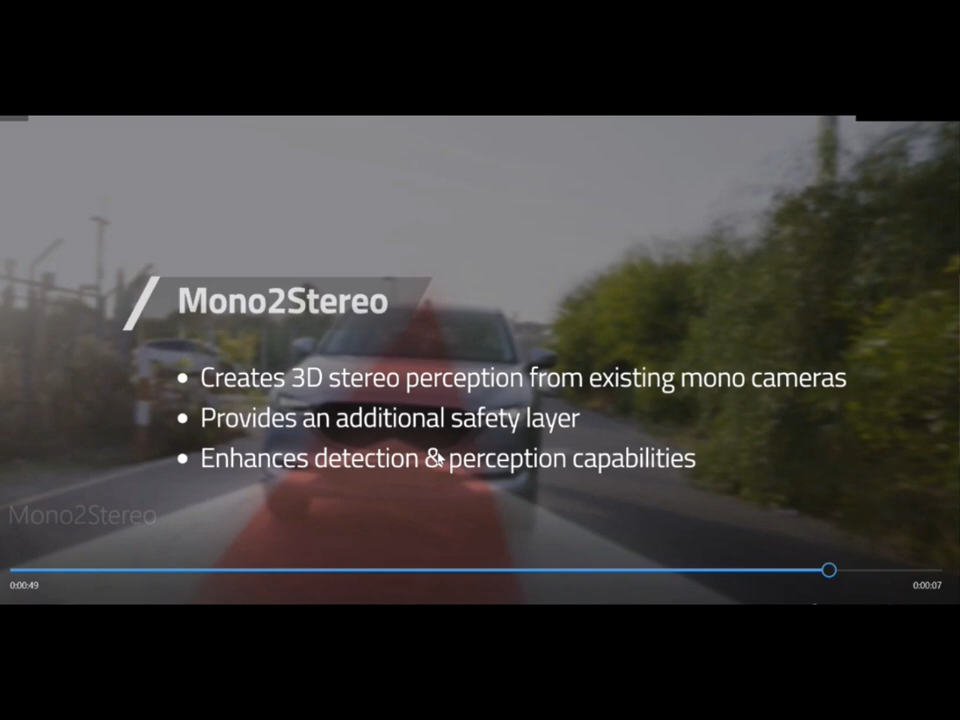 Mono2Stereo
• Creates 3D stereo perception from existing mono cameras
• Provides an additional safety layer
• Enhances detection & perception capabilities
Mono2Stereo
0:00:49
0:00:07